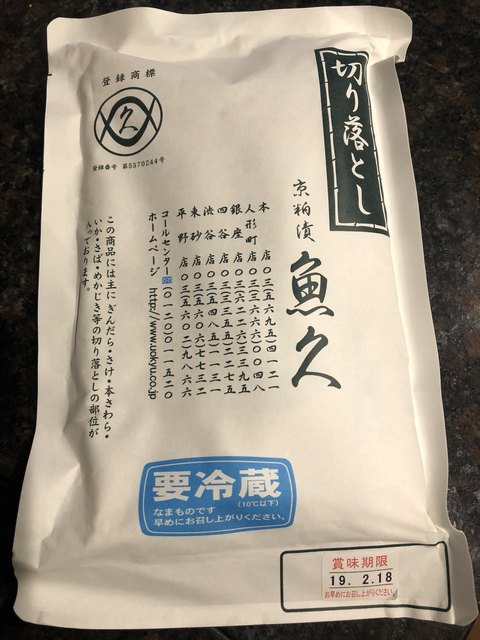 切り落とし
登録商標
久
登録番号 第5570244号
京粕漬
魚久
本店〇三(五六九五)四一二一
人形町店〇三(三六六六)〇〇四八
銀座店〇三(六二二六)三三九五
四谷店〇三(三三五五)二二七五
渋谷店〇三(五四八五)一一三一
東砂店〇三(五六〇六)七七三二
平野店〇三(五六二〇)九八六六
コールセンター(〇一二〇)〇一一五二〇
ホームページ http://www.uokyu.co.jp
この商品には主にぎんだら・さけ・本さわら・
いか・さば・めかじき等の切り落としの部位が
入っております。
要冷蔵
(10℃以下)
なまものです
早めにお召し上がりください。
賞味期限
19. 2.18
お早めにお召し上がりください